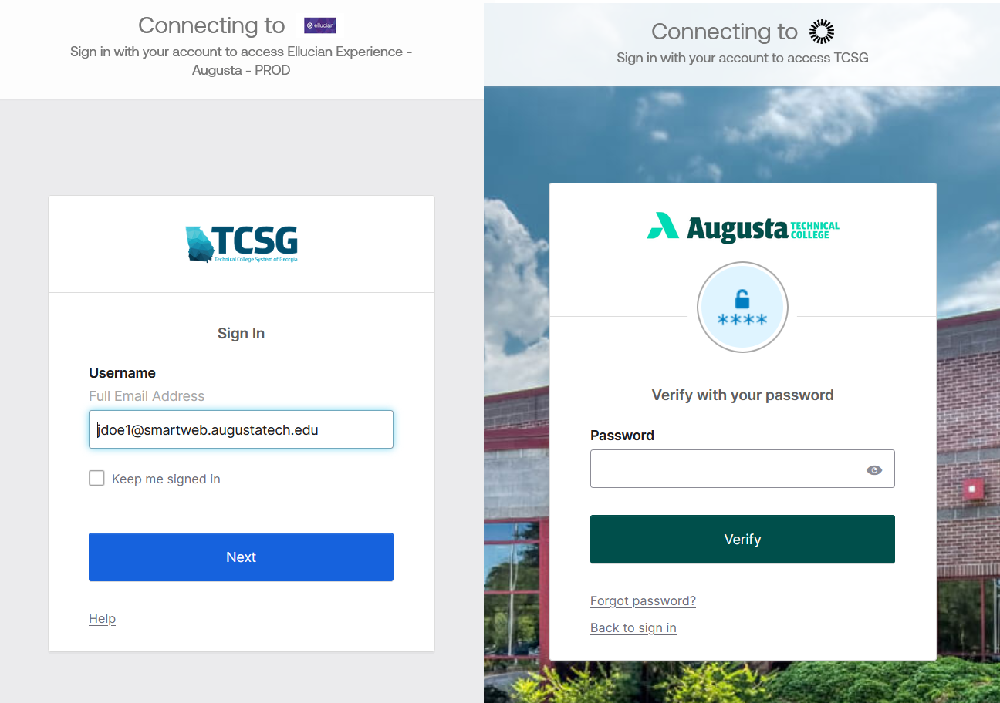 Connecting to
ellucian
Sign in with your account to access Ellucian Experience -
Augusta - PROD
TCSG
Technical College System of Georgia
Sign In
Username
Full Email Address
jdoe1@smartweb.augustatech.edu
Keep me signed in
Next
Help
Connecting to
Sign in with your account to access TCSG
Augusta TECHNICAL
COLLEGE
****
Verify with your password
Password
Verify
Forgot password?
Back to sign in